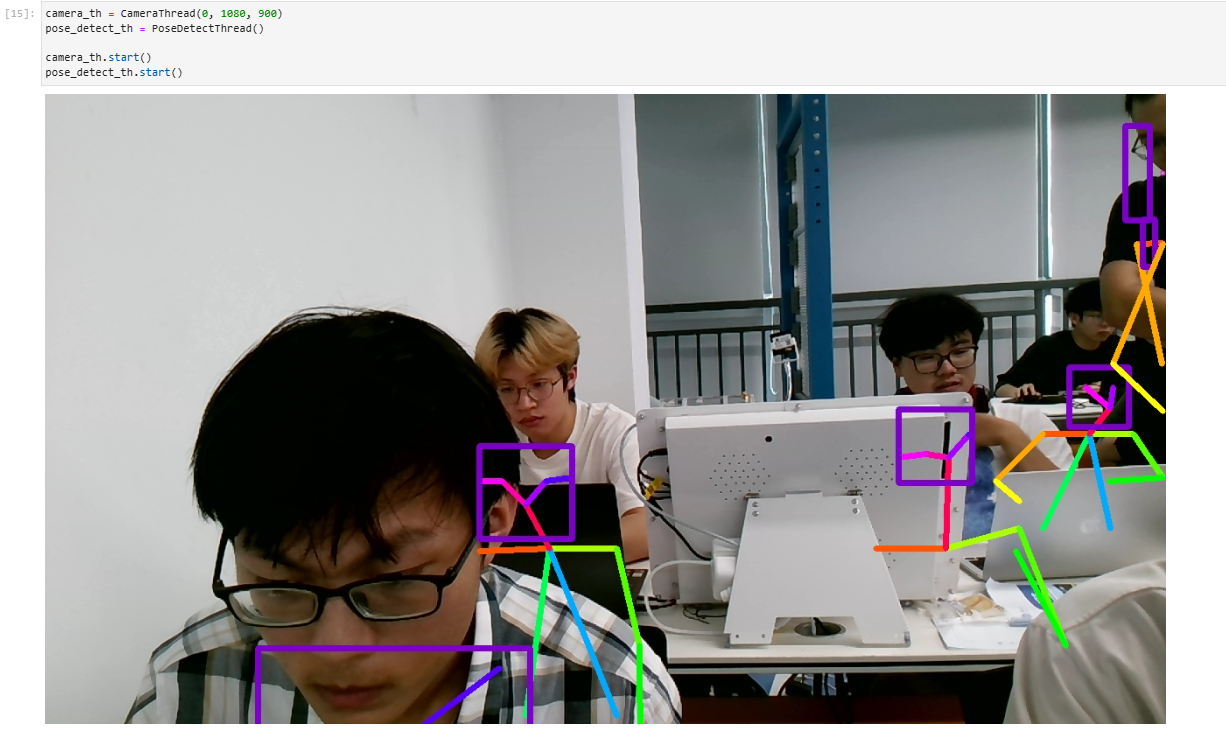 [15]: camera_th = CameraThread(0, 1080, 900)
pose_detect_th = PoseDetectThread()
camera_th.start()
pose_detect_th.start()